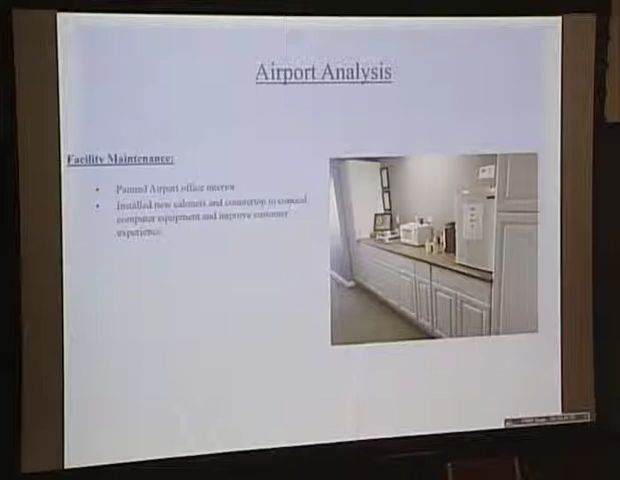 Airport Analysis
Facility Maintenance:
• Painted Airport office interior
• Installed new cabinets and countertop to conceal
computer equipment and improve customer
experience